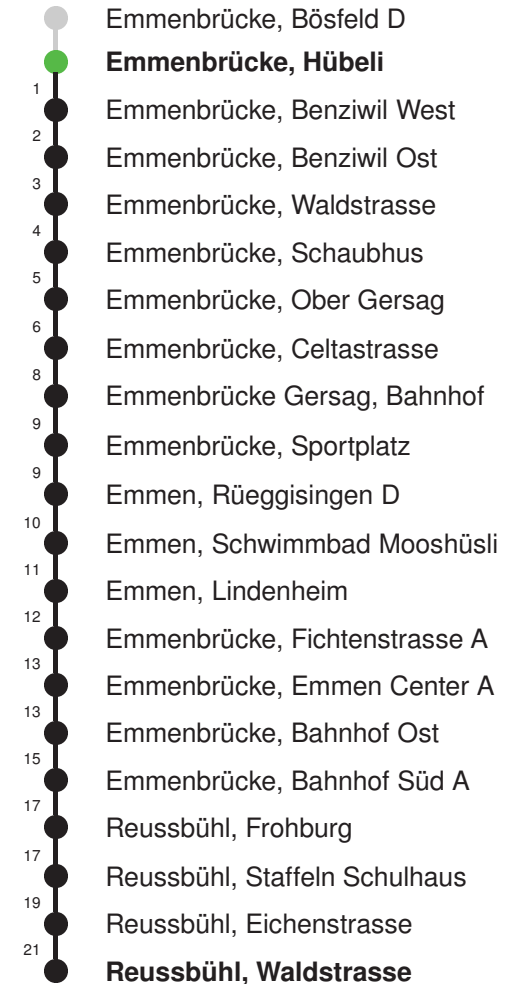 Emmenbrücke, Bösfeld D
Emmenbrücke, Hübeli
1
Emmenbrücke, Benziwil West
2
Emmenbrücke, Benziwil Ost
3
Emmenbrücke, Waldstrasse
4
Emmenbrücke, Schaubhus
5
Emmenbrücke, Ober Gersag
6
Emmenbrücke, Celtastrasse
8
Emmenbrücke Gersag, Bahnhof
9
Emmenbrücke, Sportplatz
9
Emmen, Rüeggisingen D
10
Emmen, Schwimmbad Mooshüsli
11
Emmen, Lindenheim
12
Emmenbrücke, Fichtenstrasse A
13
Emmenbrücke, Emmen Center A
13
Emmenbrücke, Bahnhof Ost
15
Emmenbrücke, Bahnhof Süd A
17
Reussbühl, Frohburg
17
Reussbühl, Staffeln Schulhaus
19
Reussbühl, Eichenstrasse
21
Reussbühl, Waldstrasse